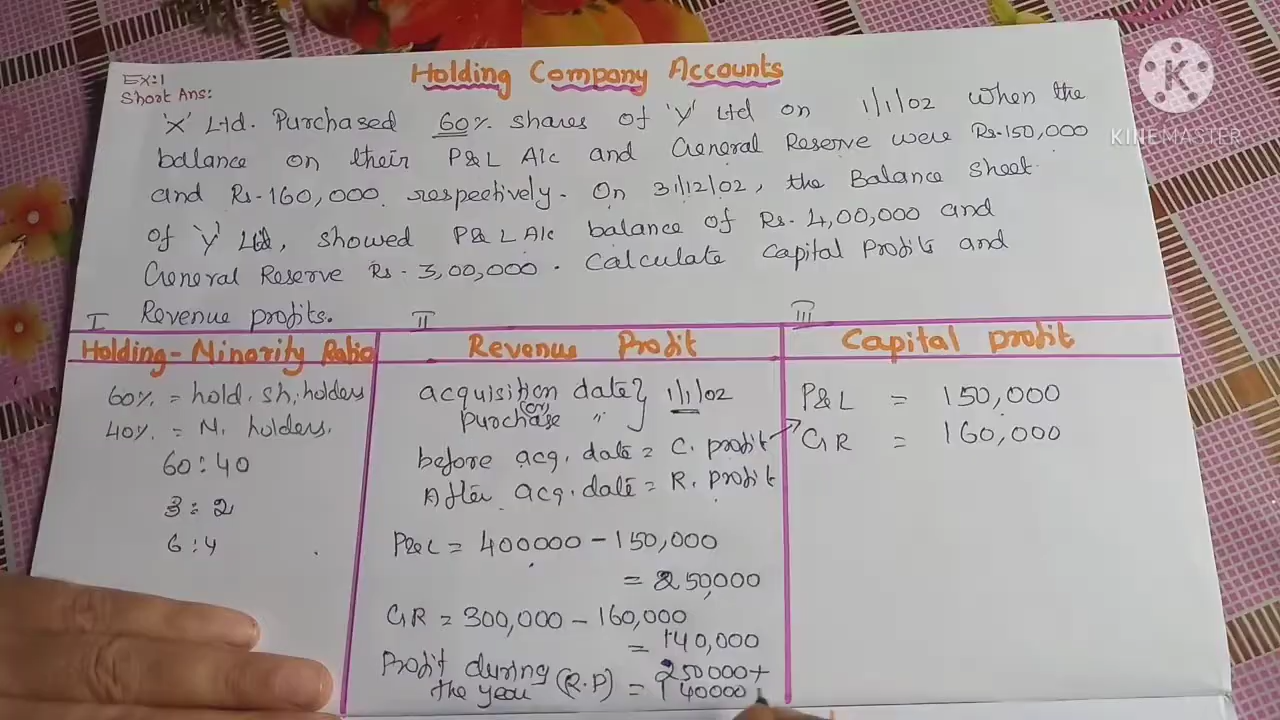 Ex:1
Short Ans:
Holding Company Accounts
'X' Ltd. Purchased 60% shares of 'Y' Ltd on 1/1/02 when the
balance on their P&L A/c and General Reserve were Rs-150,000
and Rs-160,000 respectively. On 31/12/02, the Balance Sheet
of 'Y' Ltd, showed P&L A/c balance of Rs. 4,00,000 and
General Reserve Rs - 3,00,000. Calculate Capital Profits and
Revenue profits.
I
Holding-Minority Ratio
60% = hold. sh. holders
40% = M. holders.
60:40
3:2
6:4
II
Revenue Profit
acquisition date } 1/1/02
(or)
purchase "
before acq. date = C. profit
After acq. date = R. profit
P&L = 400000 - 150,000
= 250,000
GR = 300,000 - 160,000
= 140,000
Profit during the year (R.P) = 250000+
140000
III
Capital profit
P&L = 150,000
GR = 160,000
K
KINEMASTER